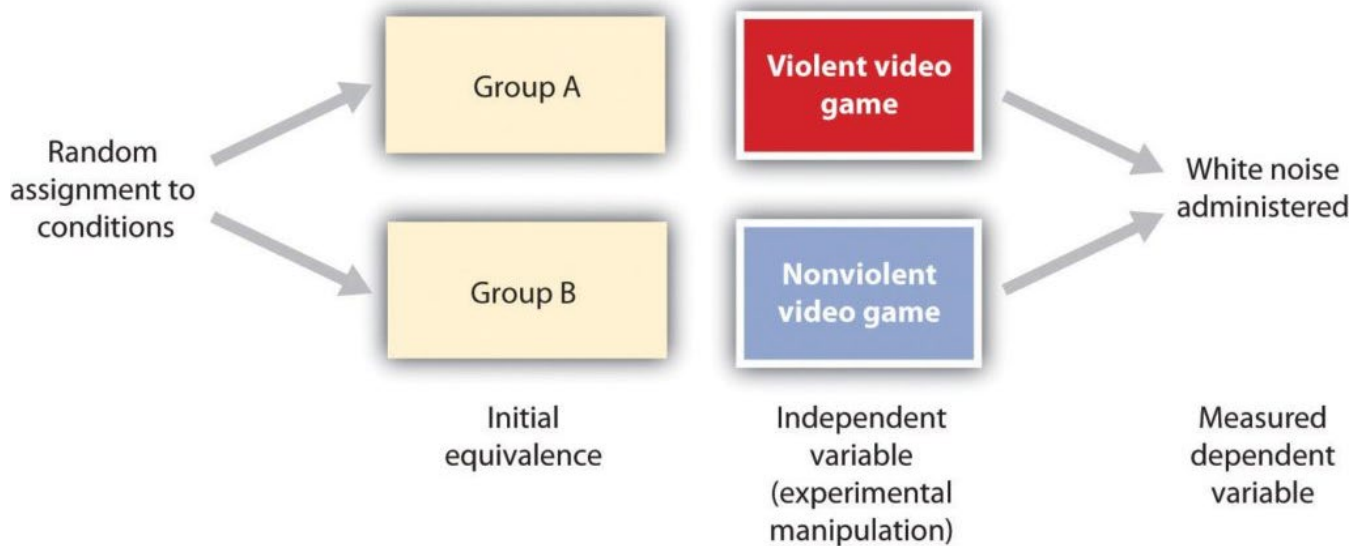 Random
assignment to
conditions
Group A
Group B
Initial
equivalence
Violent video
game
Nonviolent
video game
Independent
variable
(experimental
manipulation)
White noise
administered
Measured
dependent
variable